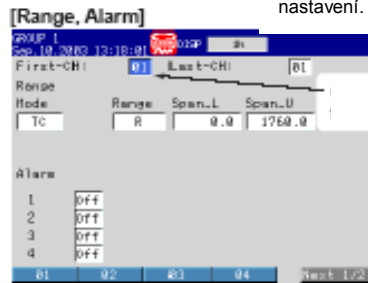 nastavení.
[Range, Alarm]
GROUP 1
Sep.10.2003 13:18:01 DISP 1h
First-CH: 01 Last-CH: 01
Range
Mode Range Span_L Span_U
TC R 0.0 1760.0
Alarm
1 Off
2 Off
3 Off
4 Off
01 02 03 04 Next 1/2